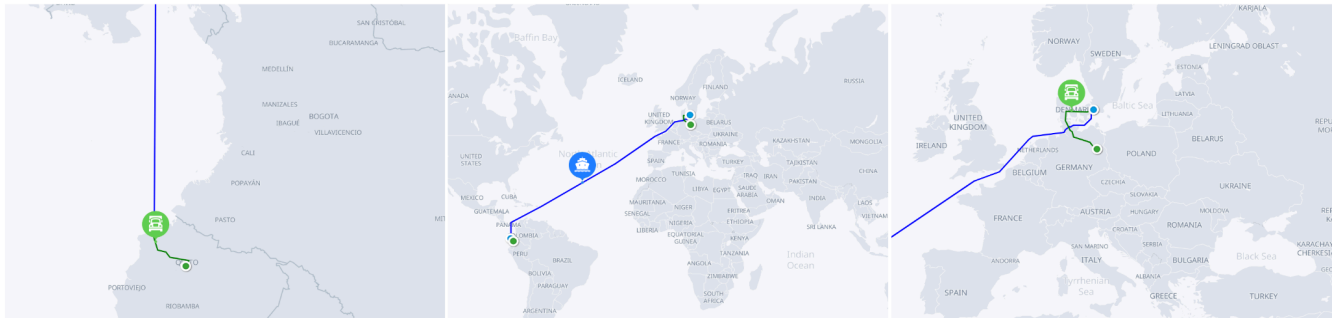 SAN CRISTÓBAL
BUCARAMANGA
MEDELLÍN
MANIZALES
BOGOTA
IBAGUÉ
VILLAVICENCIO
CALI
POPAYÁN
PASTO
PORTOVIEJO
RIOBAMBA
Baffin Bay
ICELAND
NORWAY
FINLAND
RUSSIA
UNITED
KINGDOM
BELARUS
UKRAINE
FRANCE
ROMANIA
KAZAKHSTAN
MONGOLIA
UNITED
STATES
SPAIN
TURKEY
TAJIKISTAN
CHINA
MOROCCO
TUNISIA
IRAQ
IRAN
PAKISTAN
LIBYA
EGYPT
SAUDI
ARABIA
MEXICO
CUBA
MAURITANIA
NIGER
OMAN
INDIA
LAOS
GUATEMALA
SENEGAL
ERITREA
VIETNAM
PANAMA
NIGERIA
ETHIOPIA
SRI LANKA
LIBERIA
EQUATORIAL
GUINEA
KENYA
PERU
BRAZIL
TANZANIA
Indian
Ocean
BOLIVIA
ANGOLA
ZIMBABWE
PARAGUAY
SOUTH
AFRICA
ARGENTINA
KARJALA
NORWAY
SWEDEN
LENINGRAD OBLAST
ESTONIA
LATVIA
Baltic Sea
LITHUANIA
UNITED
KINGDOM
IRELAND
NETHERLANDS
BELARUS
POLAND
BELGIUM
GERMANY
CZECHIA
UKRAINE
SLOVAKIA
FRANCE
AUSTRIA
HUNGARY
MOLDOVA
CROATIA
ROMANIA
SAN MARINO
SERBIA
ANDORRA
ITALY
BULGARIA
Black Sea
CHERKESIA
SPAIN
Sea
ALBANIA
GREECE
TURKEY